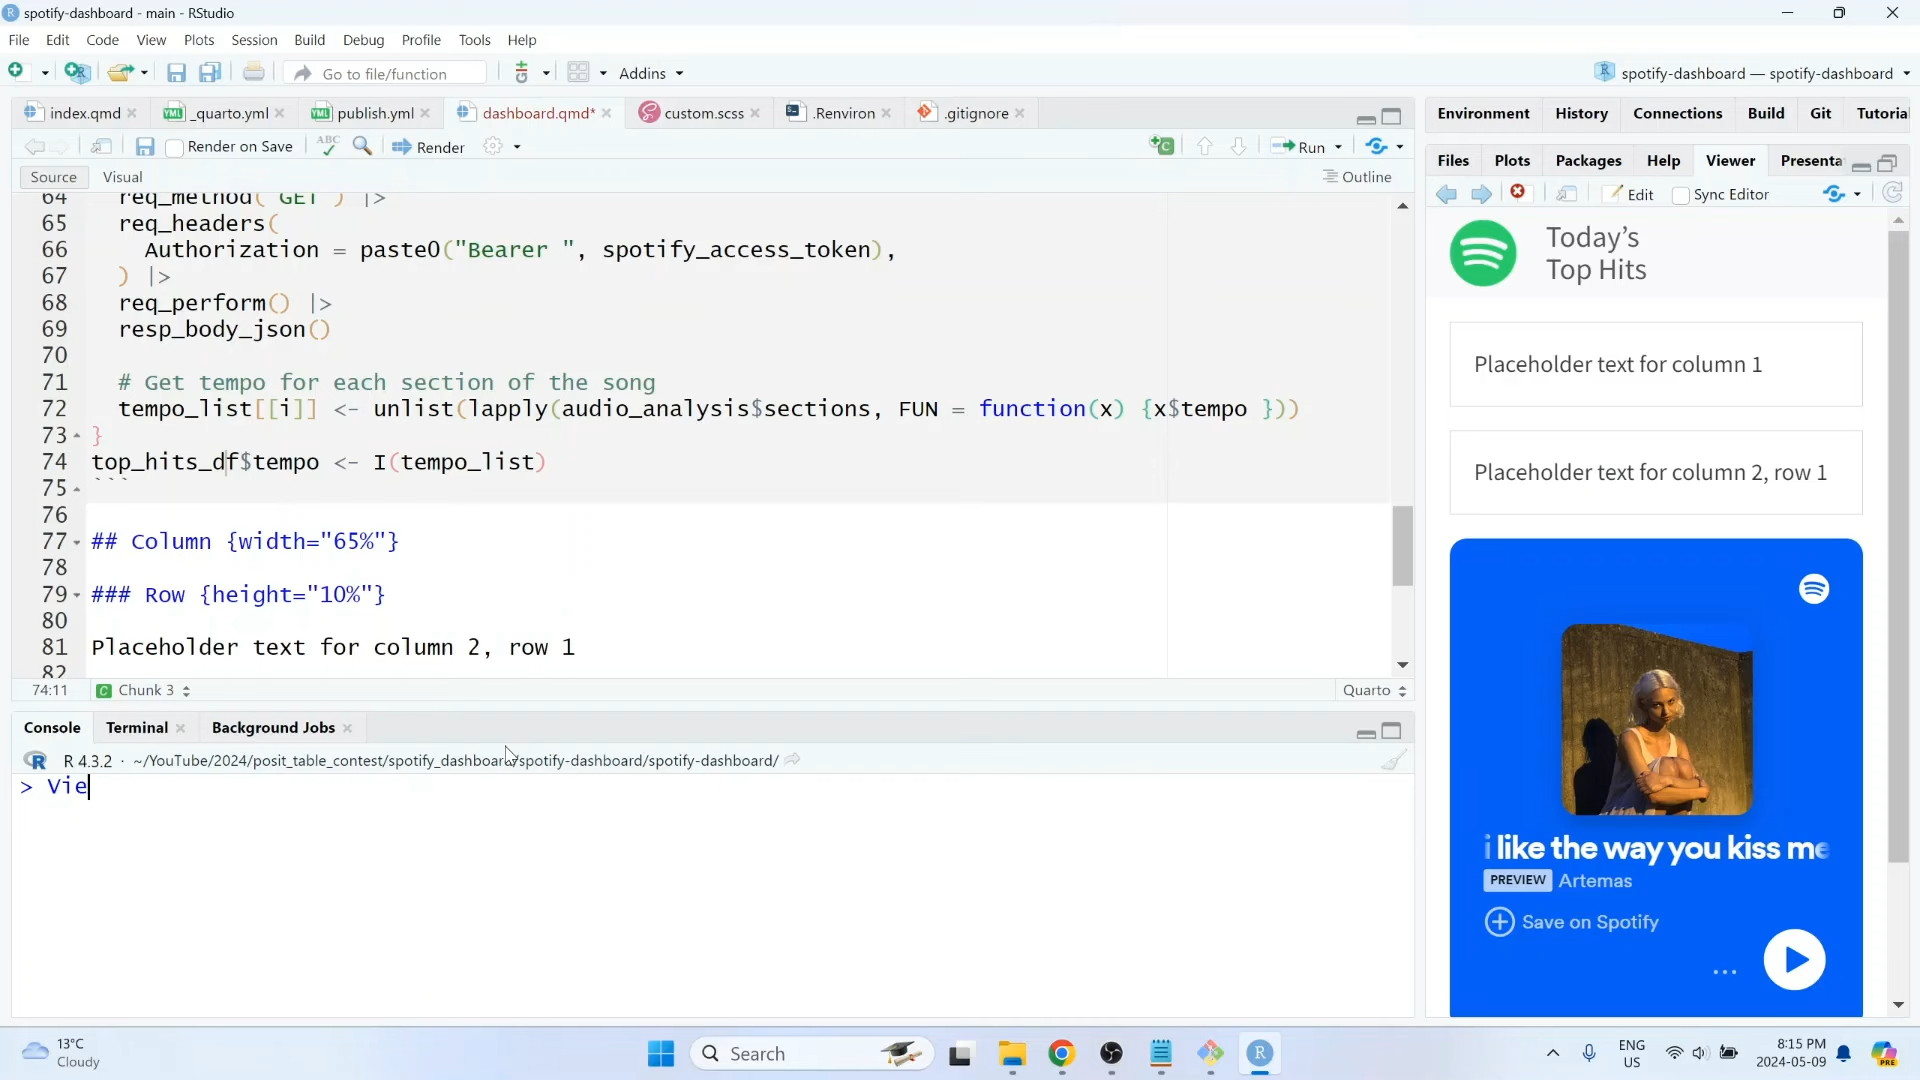 spotify-dashboard - main - RStudio
File Edit Code View Plots Session Build Debug Profile Tools Help
Go to file/function Addins spotify-dashboard — spotify-dashboard
index.qmd _quarto.yml publish.yml dashboard.qmd* custom.scss .Renviron .gitignore
Render on Save ABC Render Run
Source Visual Outline
64 req_method("GET") |>
65 req_headers(
66 Authorization = paste0("Bearer ", spotify_access_token),
67 ) |>
68 req_perform() |>
69 resp_body_json()
70
71 # Get tempo for each section of the song
72 tempo_list[[i]] <- unlist(lapply(audio_analysis$sections, FUN = function(x) {x$tempo }))
73 }
74 top_hits_df$tempo <- I(tempo_list)
75 ```
76
77 ## Column {width="65%"}
78
79 ### Row {height="10%"}
80
81 Placeholder text for column 2, row 1
82
74:11 Chunk 3 Quarto
Console Terminal Background Jobs
R 4.3.2 · ~/YouTube/2024/posit_table_contest/spotify_dashboard/spotify-dashboard/spotify-dashboard/
> Vie
Environment History Connections Build Git Tutorial
Files Plots Packages Help Viewer Presenta
Edit Sync Editor
Today's
Top Hits
Placeholder text for column 1
Placeholder text for column 2, row 1
i like the way you kiss me
PREVIEW Artemas
Save on Spotify
13°C
Cloudy
Search
ENG
US
8:15 PM
2024-05-09
PRE